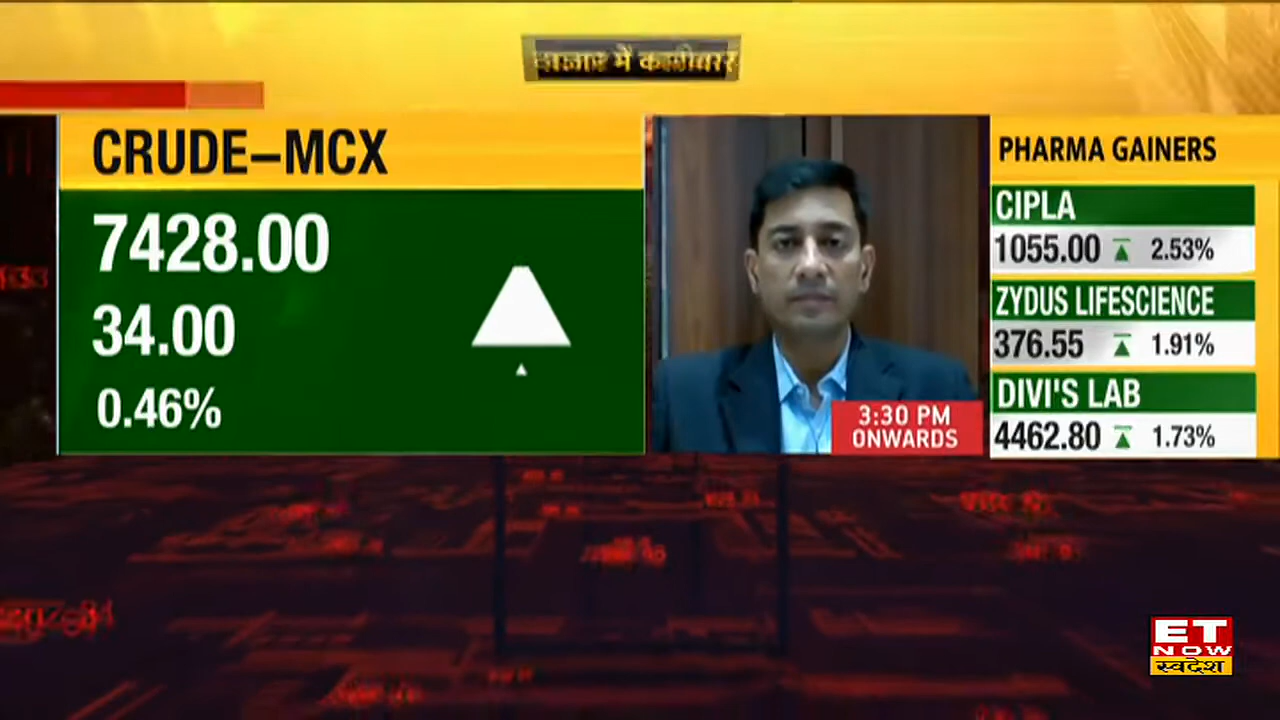 CRUDE–MCX
7428.00
34.00
0.46%
3:30 PM
ONWARDS
PHARMA GAINERS
CIPLA
1055.00 2.53%
ZYDUS LIFESCIENCE
376.55 1.91%
DIVI'S LAB
4462.80 1.73%
ET
NOW
स्वदेश